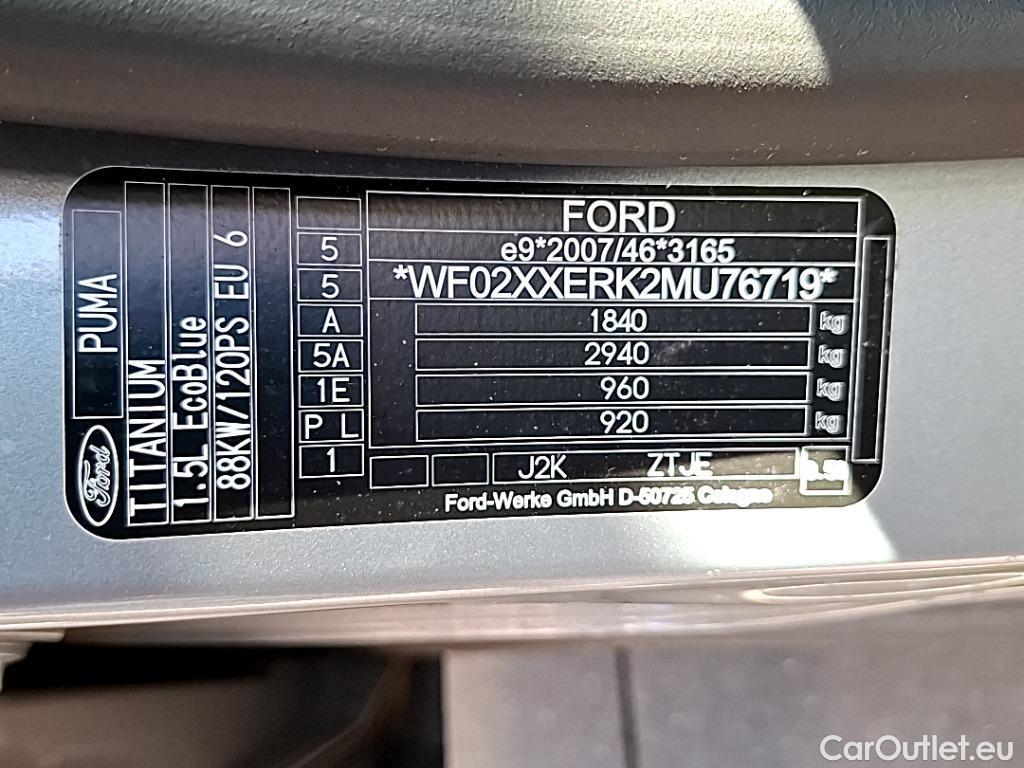 PUMA
Ford
TITANIUM
1.5L EcoBlue
88KW/120PS EU 6
FORD
5 e9*2007/46*3165
5 *WF02XXERK2MU76719*
A 1840 kg
5A 2940 kg
1E 960 kg
P L 920 kg
1 J2K ZTJE
Ford-Werke GmbH D-50725 Cologne
CarOutlet.eu